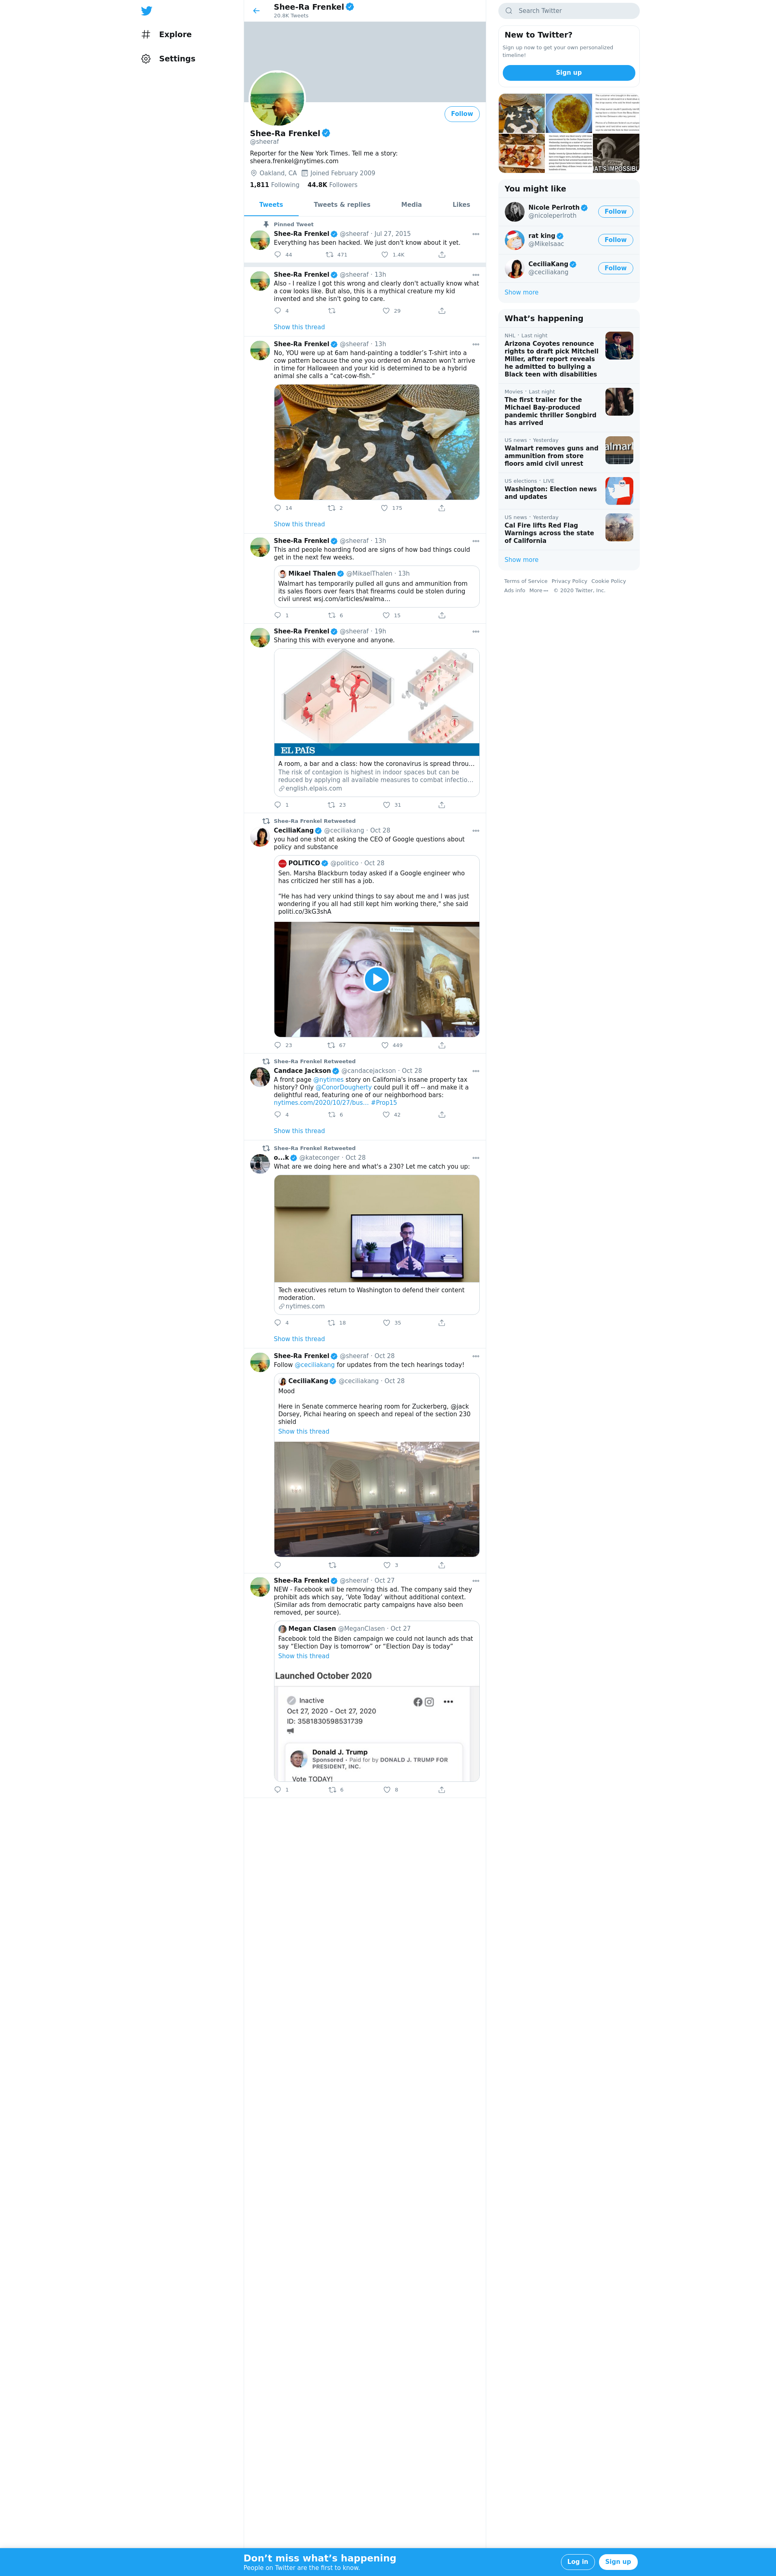 Explore
Settings
Shee-Ra Frenkel
20.8K Tweets
Follow
Shee-Ra Frenkel
@sheeraf
Reporter for the New York Times. Tell me a story:
sheera.frenkel@nytimes.com
Oakland, CA Joined February 2009
1,811 Following 44.8K Followers
Tweets Tweets & replies Media Likes
Pinned Tweet
Shee-Ra Frenkel @sheeraf · Jul 27, 2015
Everything has been hacked. We just don't know about it yet.
44 471 1.4K
Shee-Ra Frenkel @sheeraf · 13h
Also - I realize I got this wrong and clearly don't actually know what
a cow looks like. But also, this is a mythical creature my kid
invented and she isn't going to care.
4 29
Show this thread
Shee-Ra Frenkel @sheeraf · 13h
No, YOU were up at 6am hand-painting a toddler's T-shirt into a
cow pattern because the one you ordered on Amazon won't arrive
in time for Halloween and your kid is determined to be a hybrid
animal she calls a "cat-cow-fish."
14 2 175
Show this thread
Shee-Ra Frenkel @sheeraf · 13h
This and people hoarding food are signs of how bad things could
get in the next few weeks.
Mikael Thalen @MikaelThalen · 13h
Walmart has temporarily pulled all guns and ammunition from
its sales floors over fears that firearms could be stolen during
civil unrest wsj.com/articles/walma…
1 6 15
Shee-Ra Frenkel @sheeraf · 19h
Sharing this with everyone and anyone.
EL PAÍS
A room, a bar and a class: how the coronavirus is spread throu…
The risk of contagion is highest in indoor spaces but can be
reduced by applying all available measures to combat infectio…
english.elpais.com
1 23 31
Shee-Ra Frenkel Retweeted
CeciliaKang @ceciliakang · Oct 28
you had one shot at asking the CEO of Google questions about
policy and substance
POLITICO @politico · Oct 28
Sen. Marsha Blackburn today asked if a Google engineer who
has criticized her still has a job.
"He has had very unkind things to say about me and I was just
wondering if you all had still kept him working there," she said
politi.co/3kG3shA
23 67 449
Shee-Ra Frenkel Retweeted
Candace Jackson @candacejackson · Oct 28
A front page @nytimes story on California's insane property tax
history? Only @ConorDougherty could pull it off -- and make it a
delightful read, featuring one of our neighborhood bars:
nytimes.com/2020/10/27/bus… #Prop15
4 6 42
Show this thread
Shee-Ra Frenkel Retweeted
o...k @kateconger · Oct 28
What are we doing here and what's a 230? Let me catch you up:
Tech executives return to Washington to defend their content
moderation.
nytimes.com
4 18 35
Show this thread
Shee-Ra Frenkel @sheeraf · Oct 28
Follow @ceciliakang for updates from the tech hearings today!
CeciliaKang @ceciliakang · Oct 28
Mood
Here in Senate commerce hearing room for Zuckerberg, @jack
Dorsey, Pichai hearing on speech and repeal of the section 230
shield
Show this thread
3
Shee-Ra Frenkel @sheeraf · Oct 27
NEW - Facebook will be removing this ad. The company said they
prohibit ads which say, 'Vote Today' without additional context.
(Similar ads from democratic party campaigns have also been
removed, per source).
Megan Clasen @MeganClasen · Oct 27
Facebook told the Biden campaign we could not launch ads that
say "Election Day is tomorrow" or "Election Day is today"
Show this thread
Launched October 2020
Inactive
Oct 27, 2020 - Oct 27, 2020
ID: 3581830598531739
Donald J. Trump
Sponsored • Paid for by DONALD J. TRUMP FOR
PRESIDENT, INC.
Vote TODAY!
1 6 8
Search Twitter
New to Twitter?
Sign up now to get your own personalized
timeline!
Sign up
AT'S IMPOSSIBL
You might like
Nicole Perlroth
@nicoleperlroth
Follow
rat king
@MikeIsaac
Follow
CeciliaKang
@ceciliakang
Follow
Show more
What's happening
NHL · Last night
Arizona Coyotes renounce
rights to draft pick Mitchell
Miller, after report reveals
he admitted to bullying a
Black teen with disabilities
Movies · Last night
The first trailer for the
Michael Bay-produced
pandemic thriller Songbird
has arrived
US news · Yesterday
Walmart removes guns and
ammunition from store
floors amid civil unrest
US elections · LIVE
Washington: Election news
and updates
US news · Yesterday
Cal Fire lifts Red Flag
Warnings across the state
of California
Show more
Terms of Service Privacy Policy Cookie Policy
Ads info More © 2020 Twitter, Inc.
Don't miss what's happening
People on Twitter are the first to know.
Log in Sign up